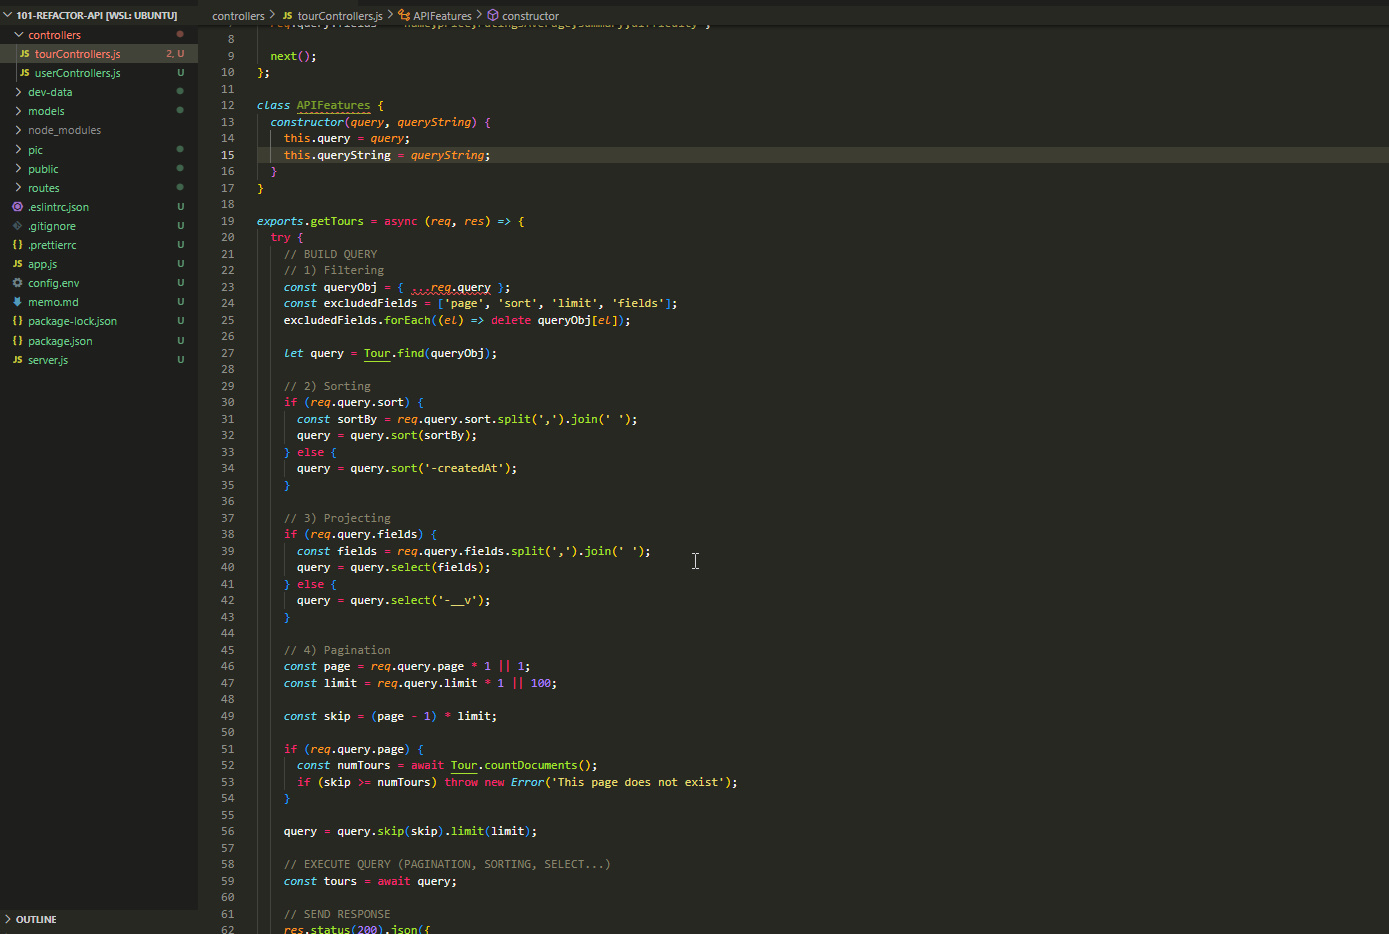 101-REFACTOR-API [WSL: UBUNTU]
controllers
tourControllers.js 2, U
userControllers.js U
dev-data
models
node_modules
pic
public
routes
.eslintrc.json U
.gitignore U
.prettierrc U
app.js U
config.env U
memo.md U
package-lock.json U
package.json U
server.js U
OUTLINE
controllers > JS tourControllers.js > APIFeatures > constructor
8
9 next();
10 };
11
12 class APIFeatures {
13 constructor(query, queryString) {
14 this.query = query;
15 this.queryString = queryString;
16 }
17 }
18
19 exports.getTours = async (req, res) => {
20 try {
21 // BUILD QUERY
22 // 1) Filtering
23 const queryObj = { ...req.query };
24 const excludedFields = ['page', 'sort', 'limit', 'fields'];
25 excludedFields.forEach((el) => delete queryObj[el]);
26
27 let query = Tour.find(queryObj);
28
29 // 2) Sorting
30 if (req.query.sort) {
31 const sortBy = req.query.sort.split(',').join(' ');
32 query = query.sort(sortBy);
33 } else {
34 query = query.sort('-createdAt');
35 }
36
37 // 3) Projecting
38 if (req.query.fields) {
39 const fields = req.query.fields.split(',').join(' ');
40 query = query.select(fields);
41 } else {
42 query = query.select('-__v');
43 }
44
45 // 4) Pagination
46 const page = req.query.page * 1 || 1;
47 const limit = req.query.limit * 1 || 100;
48
49 const skip = (page - 1) * limit;
50
51 if (req.query.page) {
52 const numTours = await Tour.countDocuments();
53 if (skip >= numTours) throw new Error('This page does not exist');
54 }
55
56 query = query.skip(skip).limit(limit);
57
58 // EXECUTE QUERY (PAGINATION, SORTING, SELECT...)
59 const tours = await query;
60
61 // SEND RESPONSE
62 res.status(200).json({